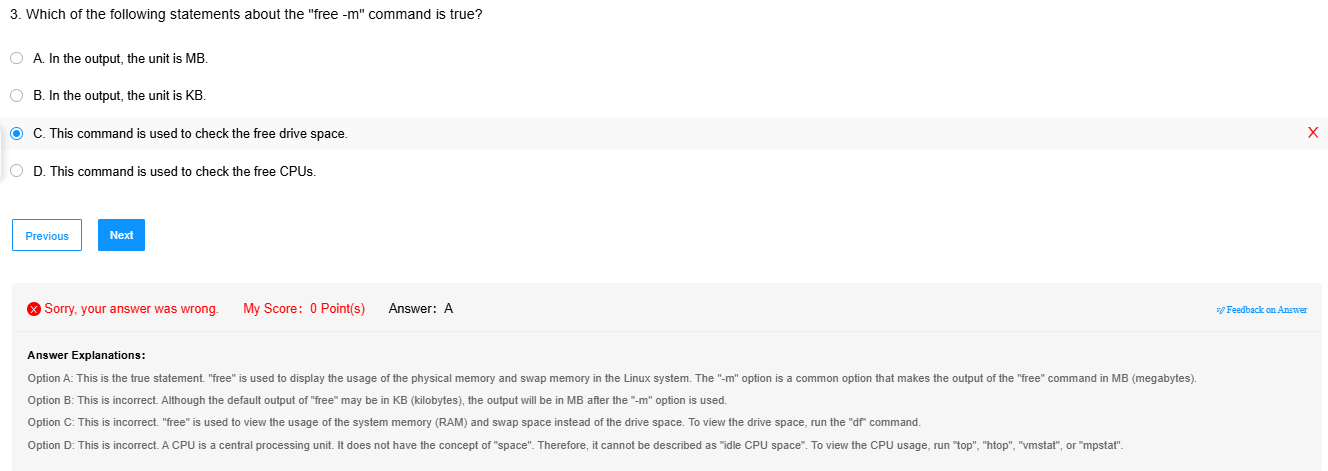 3. Which of the following statements about the "free -m" command is true?
A. In the output, the unit is MB.
B. In the output, the unit is KB.
C. This command is used to check the free drive space.
D. This command is used to check the free CPUs.
Previous Next
Sorry, your answer was wrong. My Score: 0 Point(s) Answer: A Feedback on Answer
Answer Explanations:
Option A: This is the true statement. "free" is used to display the usage of the physical memory and swap memory in the Linux system. The "-m" option is a common option that makes the output of the "free" command in MB (megabytes).
Option B: This is incorrect. Although the default output of "free" may be in KB (kilobytes), the output will be in MB after the "-m" option is used.
Option C: This is incorrect. "free" is used to view the usage of the system memory (RAM) and swap space instead of the drive space. To view the drive space, run the "df" command.
Option D: This is incorrect. A CPU is a central processing unit. It does not have the concept of "space". Therefore, it cannot be described as "idle CPU space". To view the CPU usage, run "top", "htop", "vmstat", or "mpstat".